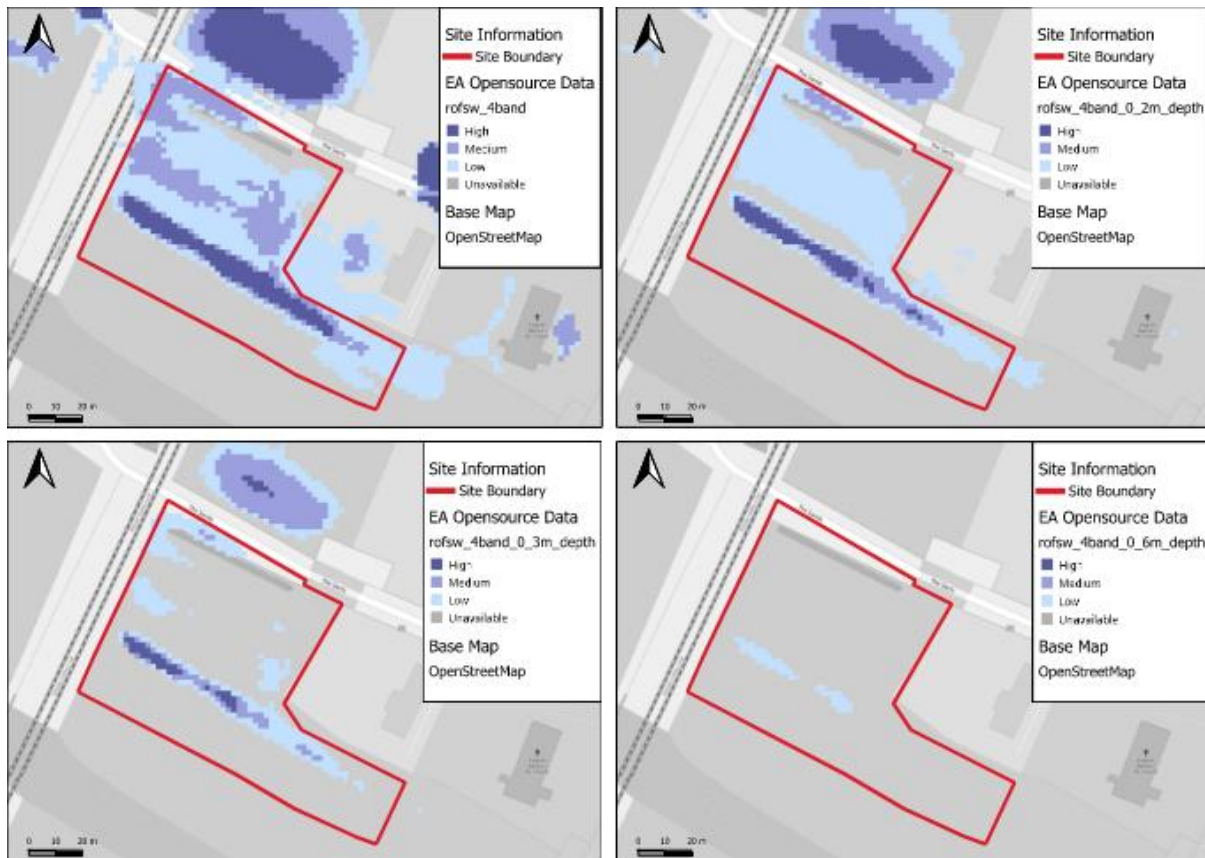 Site Information
Site Boundary
EA Opensource Data
rofsw_4band
High
Medium
Low
Unavailable
Base Map
OpenStreetMap
0 10 20 m
Site Information
Site Boundary
EA Opensource Data
rofsw_4band_0_2m_depth
High
Medium
Low
Unavailable
Base Map
OpenStreetMap
0 10 20 m
Site Information
Site Boundary
EA Opensource Data
rofsw_4band_0_3m_depth
High
Medium
Low
Unavailable
Base Map
OpenStreetMap
0 10 20 m
Site Information
Site Boundary
EA Opensource Data
rofsw_4band_0_6m_depth
High
Medium
Low
Unavailable
Base Map
OpenStreetMap
0 10 20 m